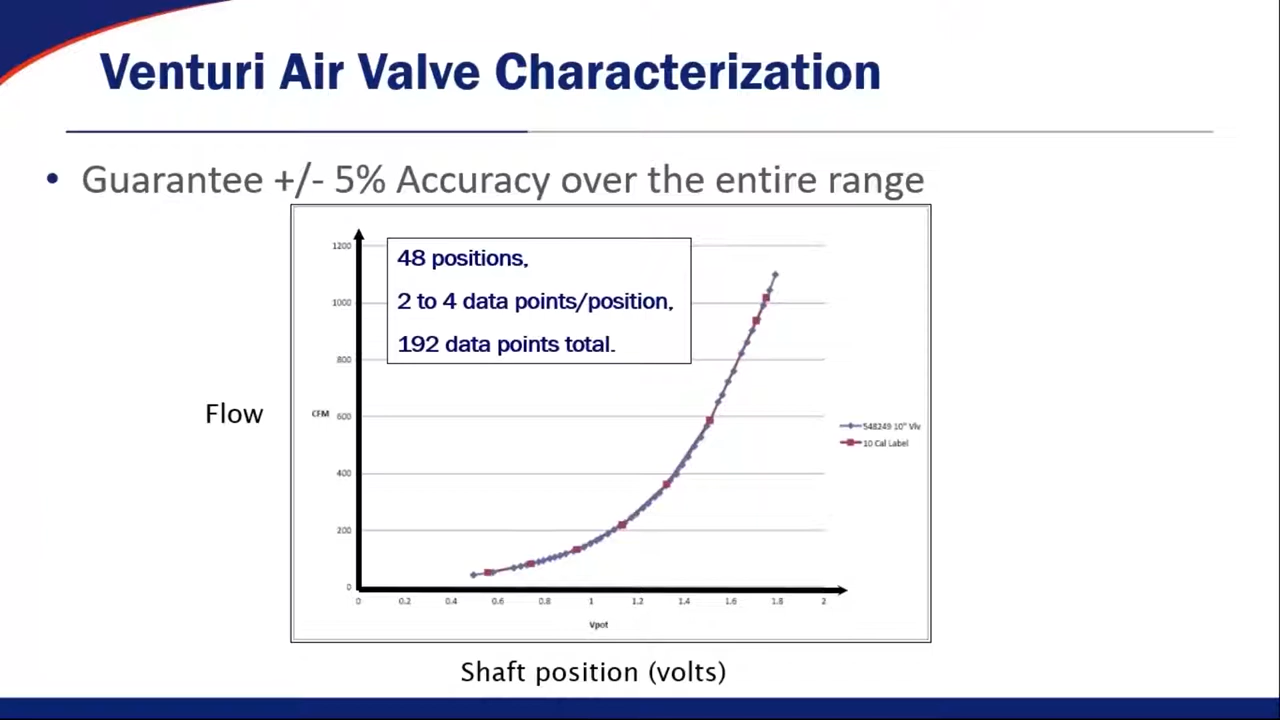 Venturi Air Valve Characterization
• Guarantee +/- 5% Accuracy over the entire range
48 positions,
2 to 4 data points/position,
192 data points total.
1200
1000
800
600
400
200
0
CFM
Flow
0 0.2 0.4 0.6 0.8 1 1.2 1.4 1.6 1.8 2
Vpot
548249 10" Vlv
10 Cal Label
Shaft position (volts)